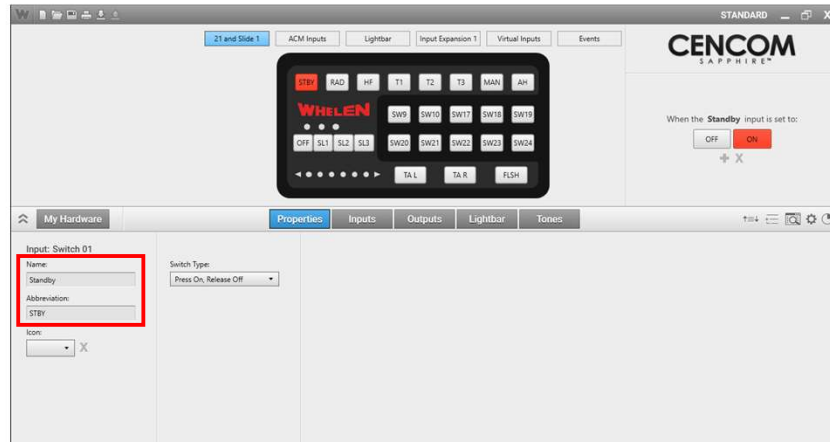 W STANDARD X
21 and Slide 1 ACM Inputs Lightbar Input Expansion 1 Virtual Inputs Events
CENCOM
SAPPHIRE™
STBY RAD HF T1 T2 T3 MAN AH
WHELEN
SW9 SW10 SW17 SW18 SW19
OFF SL1 SL2 SL3 SW20 SW21 SW22 SW23 SW24
TA L TA R FLSH
When the Standby input is set to:
OFF ON
+ X
My Hardware Properties Inputs Outputs Lightbar Tones
Input: Switch 01
Name:
Standby
Abbreviation:
STBY
Icon:
X
Switch Type:
Press On, Release Off